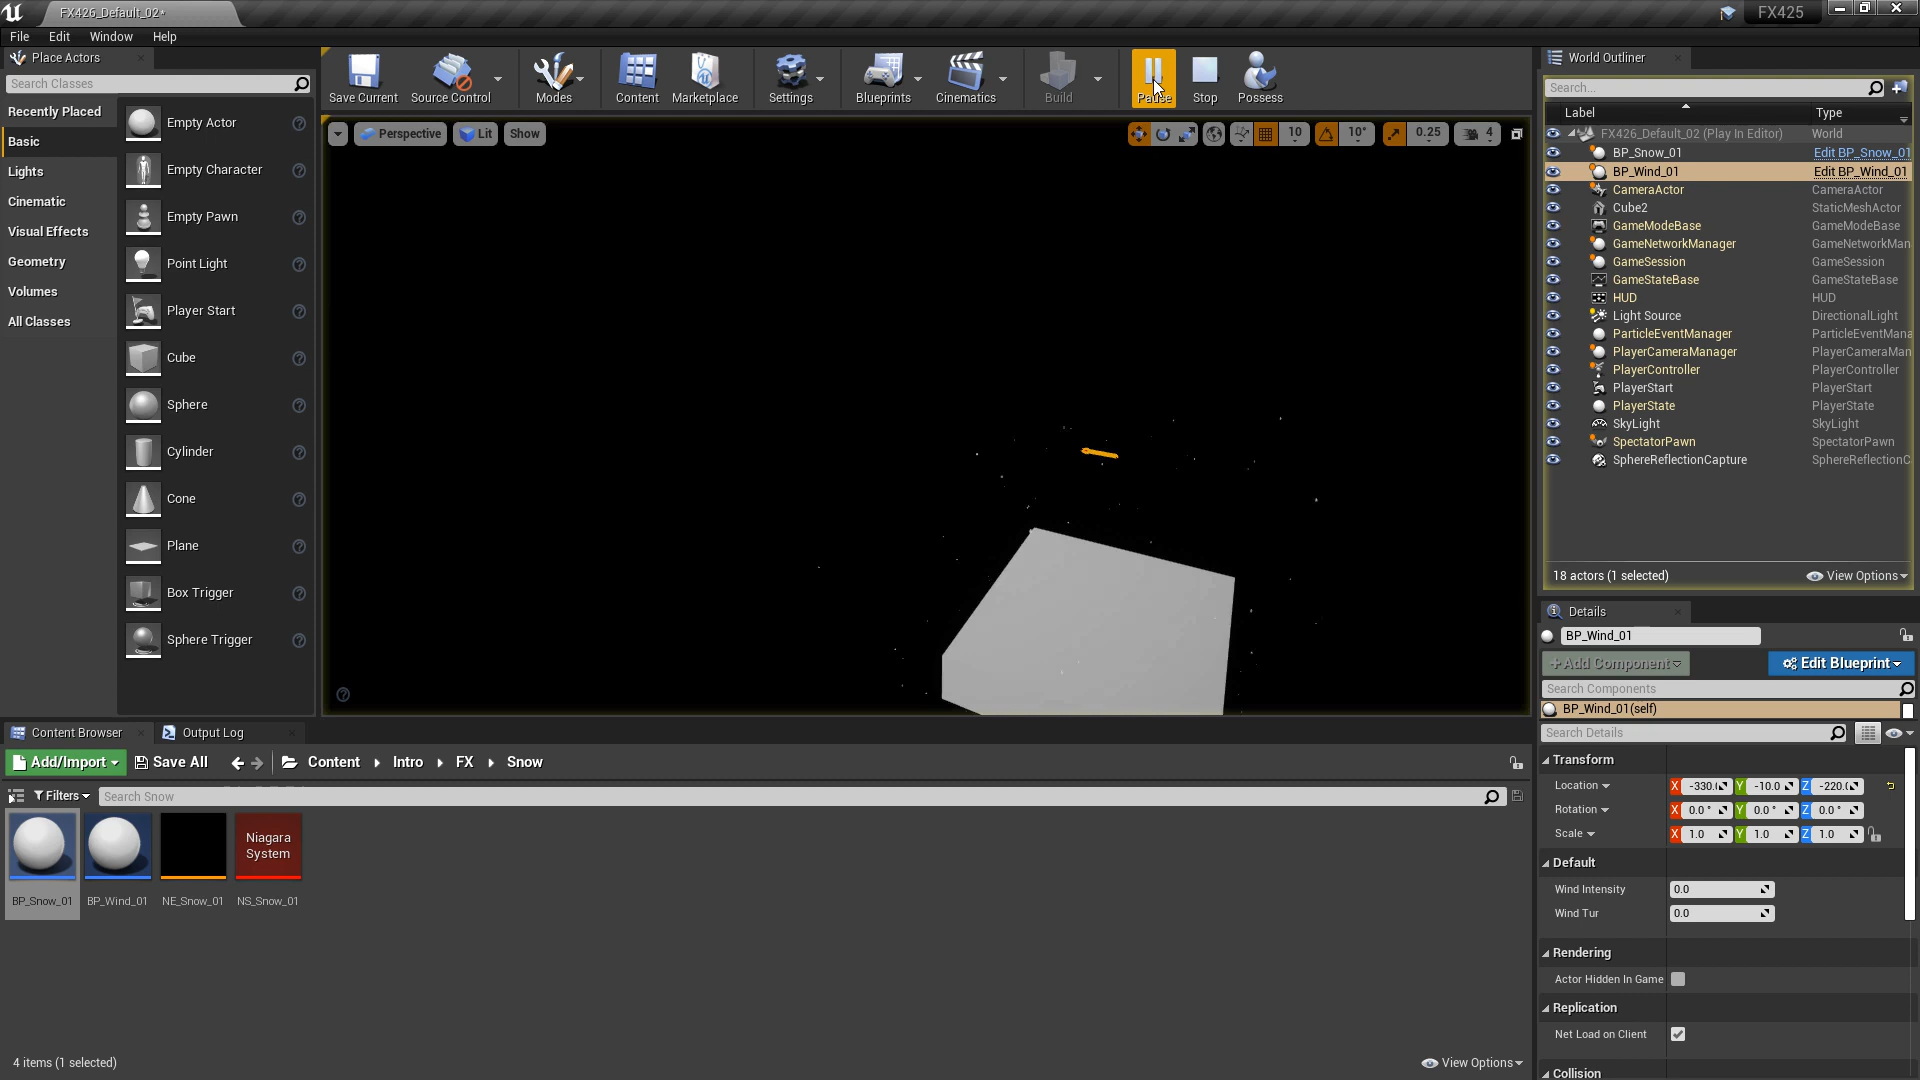 FX426_Default_02*
FX425
File Edit Window Help
Place Actors
Search Classes
Recently Placed
Basic
Lights
Cinematic
Visual Effects
Geometry
Volumes
All Classes
Empty Actor
Empty Character
Empty Pawn
Point Light
Player Start
Cube
Sphere
Cylinder
Cone
Plane
Box Trigger
Sphere Trigger
Save Current Source Control Modes Content Marketplace Settings Blueprints Cinematics Build Pause Stop Possess
Perspective Lit Show 10 10° 0.25 4
World Outliner
Search...
Label Type
FX426_Default_02 (Play In Editor) World
BP_Snow_01 Edit BP_Snow_01
BP_Wind_01 Edit BP_Wind_01
CameraActor CameraActor
Cube2 StaticMeshActor
GameModeBase GameModeBase
GameNetworkManager GameNetworkMan
GameSession GameSession
GameStateBase GameStateBase
HUD HUD
Light Source DirectionalLight
ParticleEventManager ParticleEventMana
PlayerCameraManager PlayerCameraMan
PlayerController PlayerController
PlayerStart PlayerStart
PlayerState PlayerState
SkyLight SkyLight
SpectatorPawn SpectatorPawn
SphereReflectionCapture SphereReflectionC
18 actors (1 selected) View Options
Details
BP_Wind_01
+Add Component Edit Blueprint
Search Components
BP_Wind_01(self)
Search Details
Transform
Location X -330.( Y -10.0 Z -220.(
Rotation X 0.0 ° Y 0.0 ° Z 0.0 °
Scale X 1.0 Y 1.0 Z 1.0
Default
Wind Intensity 0.0
Wind Tur 0.0
Rendering
Actor Hidden In Game
Replication
Net Load on Client
Collision
Content Browser Output Log
Add/Import Save All Content Intro FX Snow
Filters Search Snow
Niagara
System
BP_Snow_01 BP_Wind_01 NE_Snow_01 NS_Snow_01
4 items (1 selected) View Options